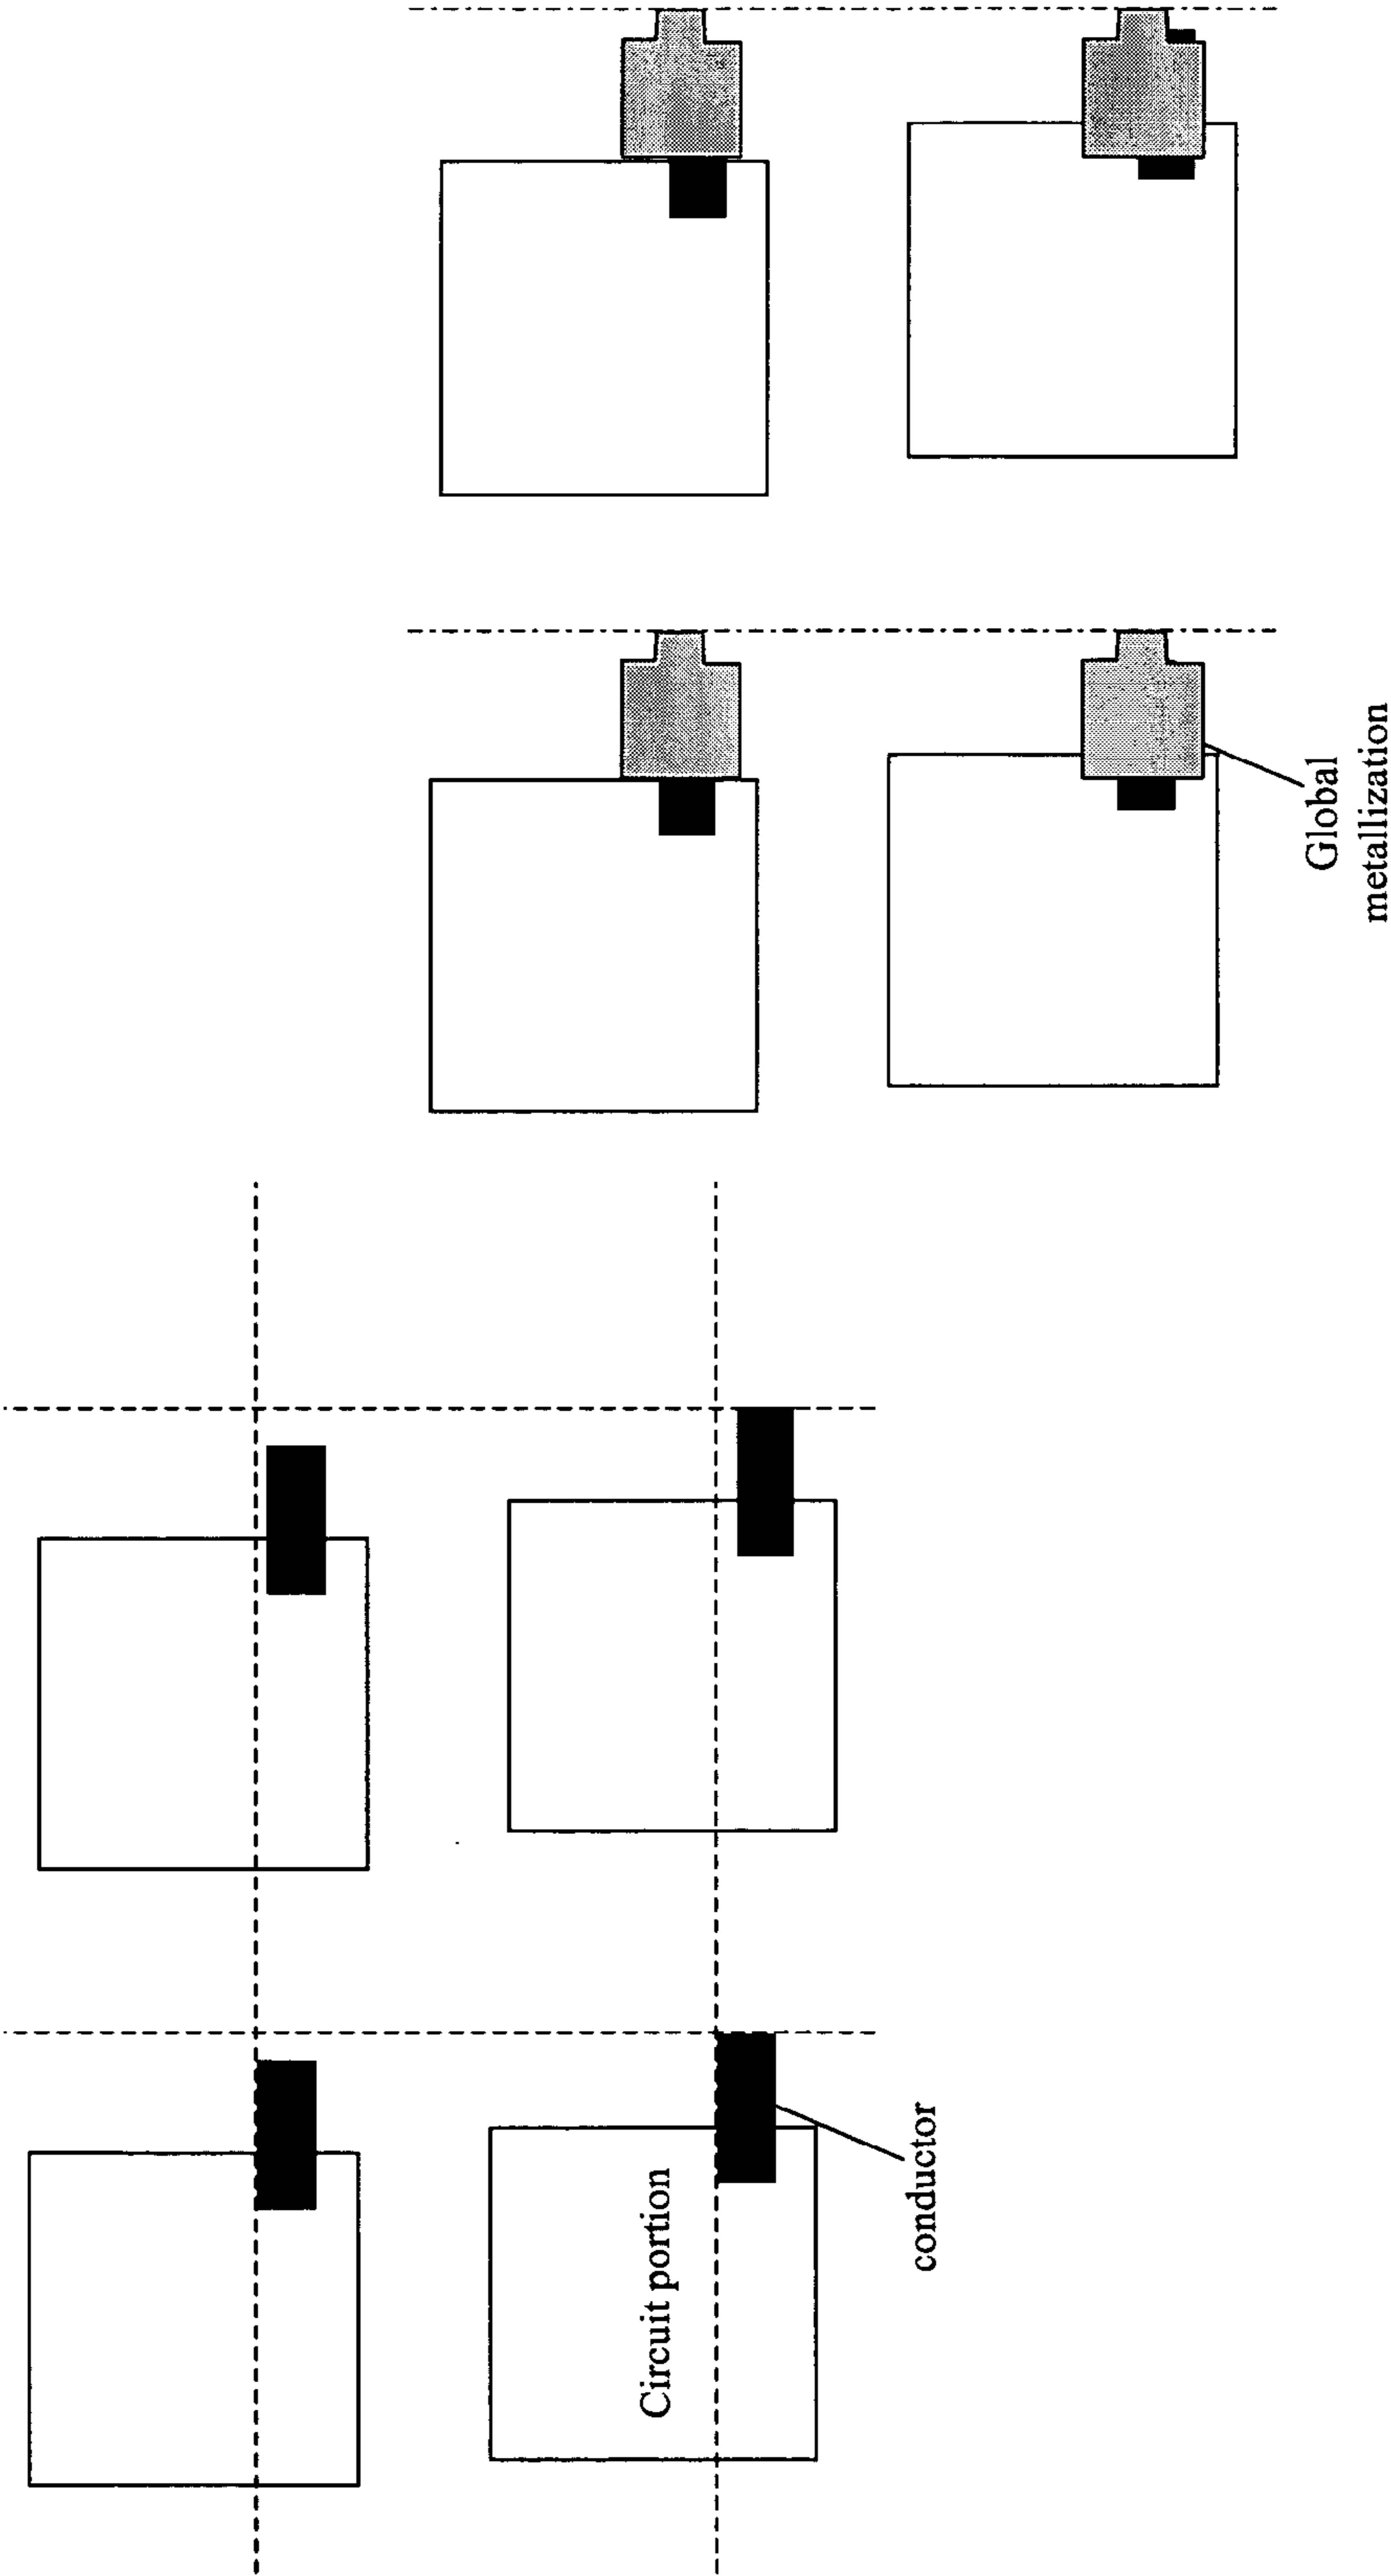 Circuit portion
conductor
Global
metallization